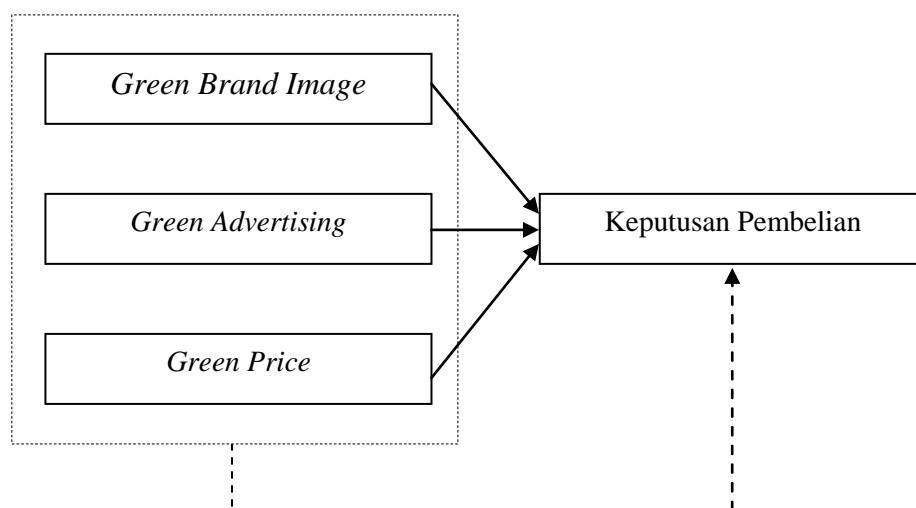 Green Brand Image
Green Advertising
Keputusan Pembelian
Green Price